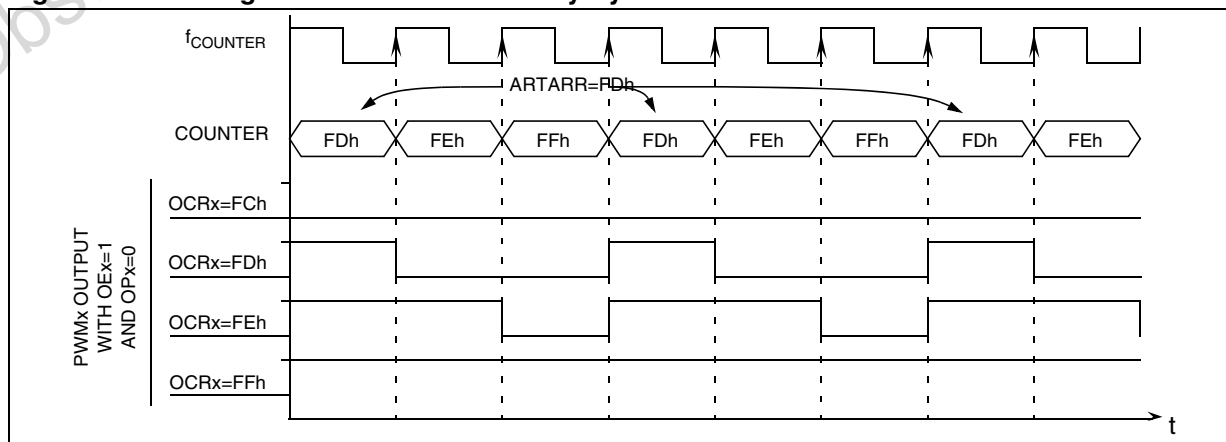 fCOUNTER
ARTARR=FDh
COUNTER
FDh FEh FFh FDh FEh FFh FDh FEh
PWMx OUTPUT
WITH OEx=1
AND OPx=0
OCRx=FCh
OCRx=FDh
OCRx=FEh
OCRx=FFh
t